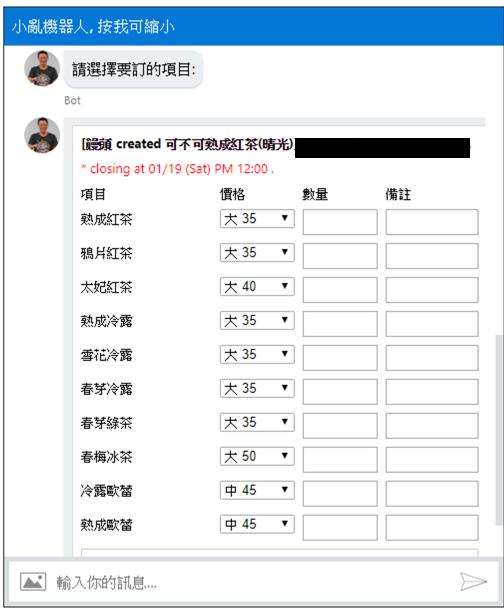 小亂機器人, 按我可縮小
請選擇要訂的項目:
Bot
[饅頭 created 可不可熟成紅茶(晴光)
* closing at 01/19 (Sat) PM 12:00 .
項目 價格 數量 備註
熟成紅茶 大 35
鴉片紅茶 大 35
太妃紅茶 大 40
熟成冷露 大 35
雪花冷露 大 35
春芽冷露 大 35
春芽綠茶 大 35
春梅冰茶 大 50
冷露歐蕾 中 45
熟成歐蕾 中 45
輸入你的訊息...